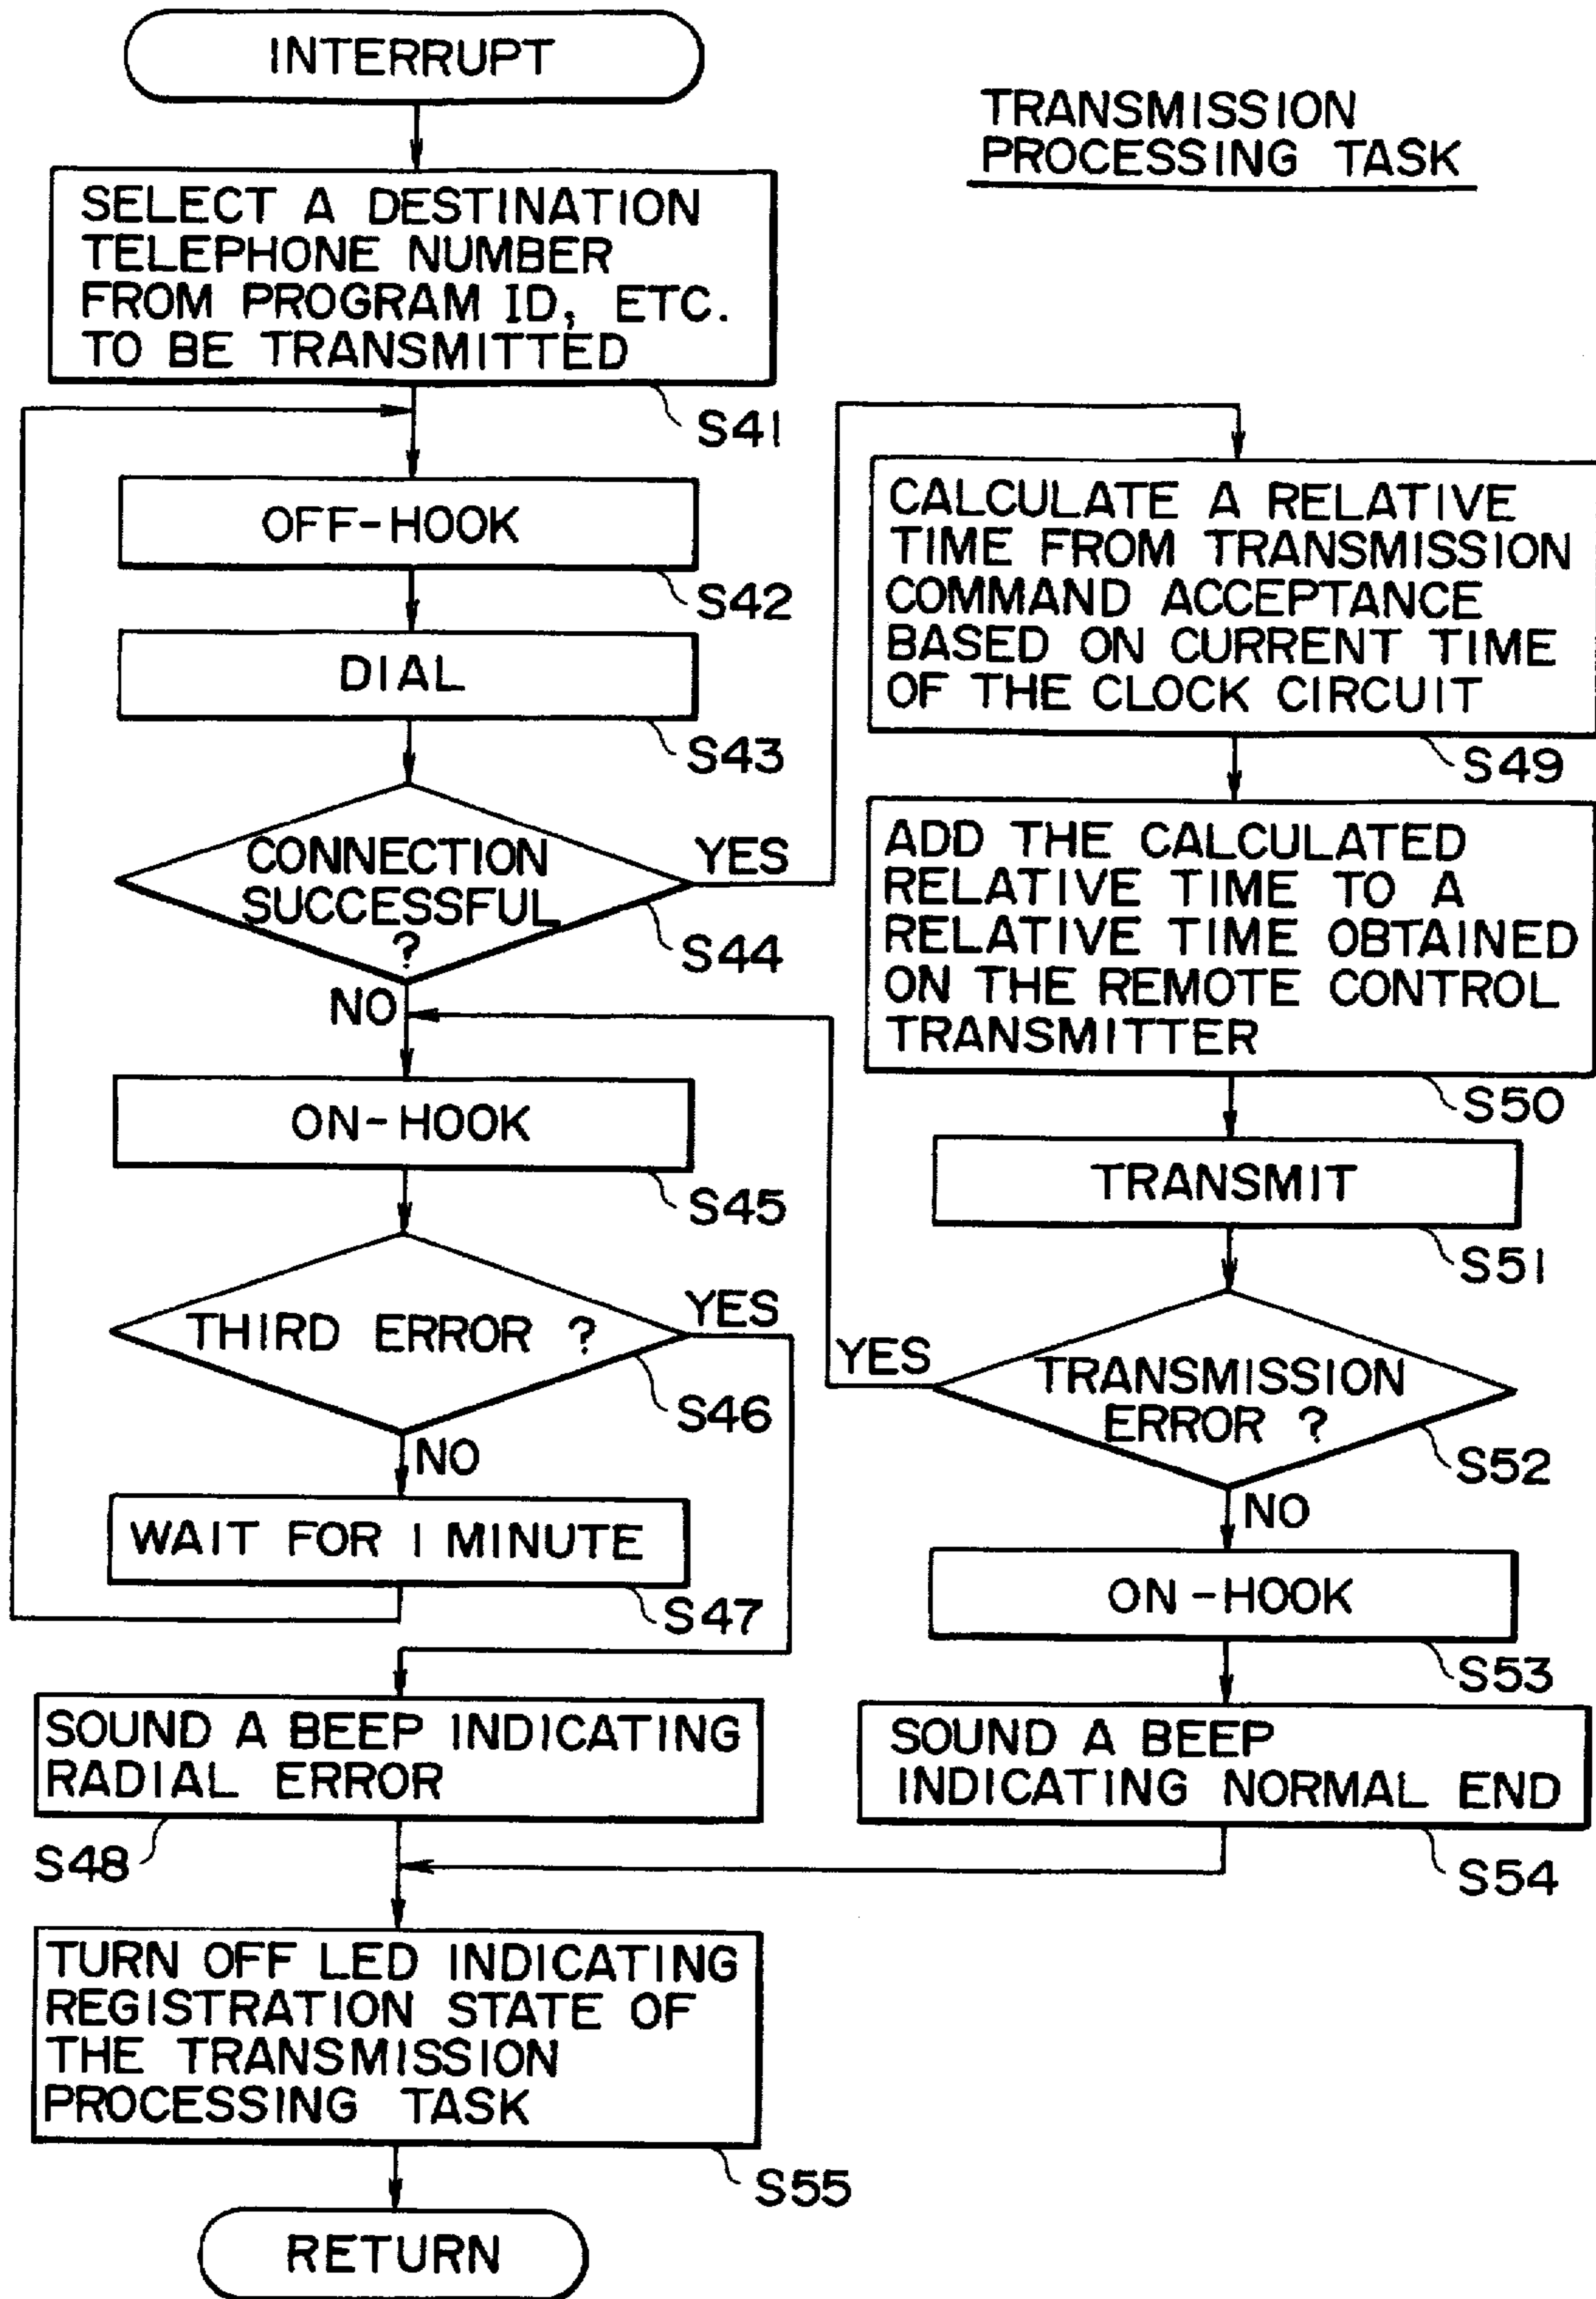 INTERRUPT
TRANSMISSION
PROCESSING TASK
SELECT A DESTINATION
TELEPHONE NUMBER
FROM PROGRAM ID, ETC.
TO BE TRANSMITTED
S41
OFF-HOOK
S42
DIAL
S43
CONNECTION
SUCCESSFUL
?
YES
S44
NO
ON-HOOK
S45
THIRD ERROR ?
YES
S46
NO
WAIT FOR 1 MINUTE
S47
SOUND A BEEP INDICATING
RADIAL ERROR
S48
CALCULATE A RELATIVE
TIME FROM TRANSMISSION
COMMAND ACCEPTANCE
BASED ON CURRENT TIME
OF THE CLOCK CIRCUIT
S49
ADD THE CALCULATED
RELATIVE TIME TO A
RELATIVE TIME OBTAINED
ON THE REMOTE CONTROL
TRANSMITTER
S50
TRANSMIT
S51
YES
TRANSMISSION
ERROR ?
S52
NO
ON-HOOK
S53
SOUND A BEEP
INDICATING NORMAL END
S54
TURN OFF LED INDICATING
REGISTRATION STATE OF
THE TRANSMISSION
PROCESSING TASK
S55
RETURN